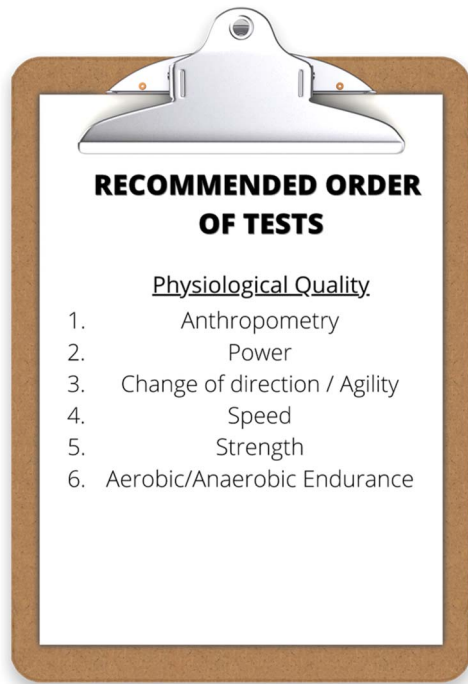 RECOMMENDED ORDER
OF TESTS
Physiological Quality
1. Anthropometry
2. Power
3. Change of direction / Agility
4. Speed
5. Strength
6. Aerobic/Anaerobic Endurance